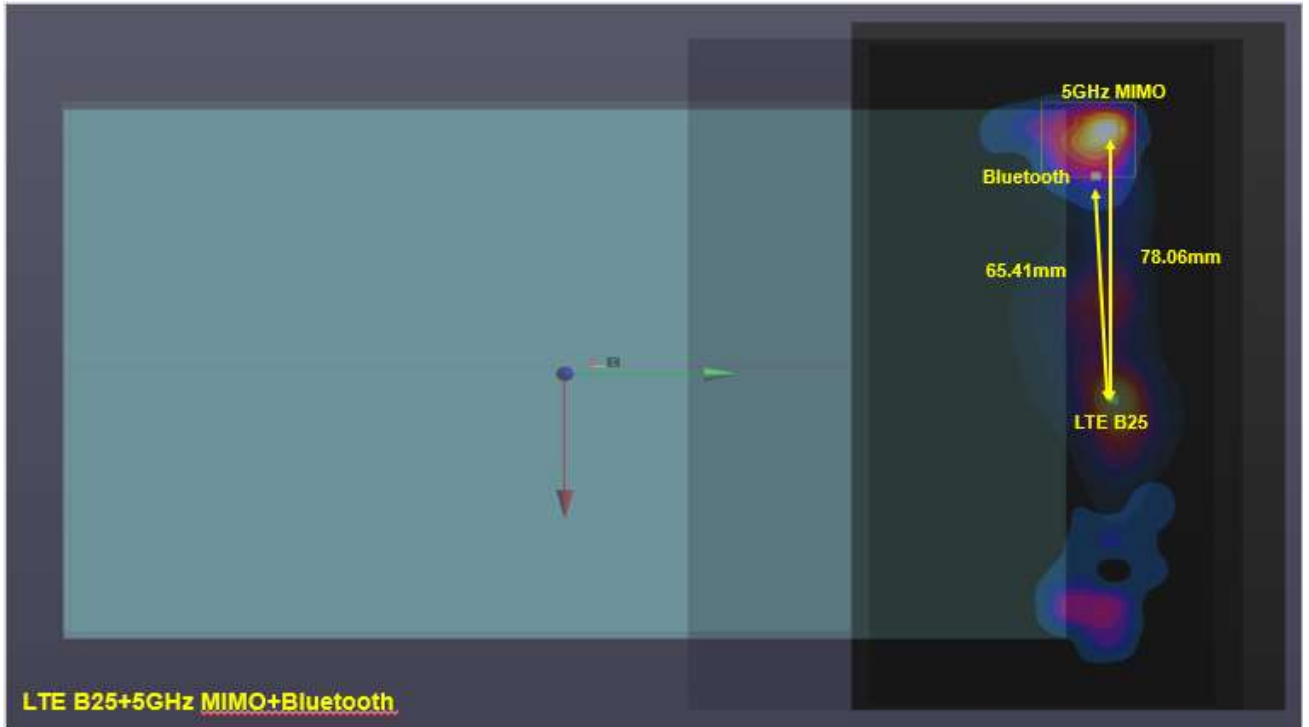 5GHz MIMO
Bluetooth
78.06mm
65.41mm
LTE B25
LTE B25+5GHz MIMO+Bluetooth